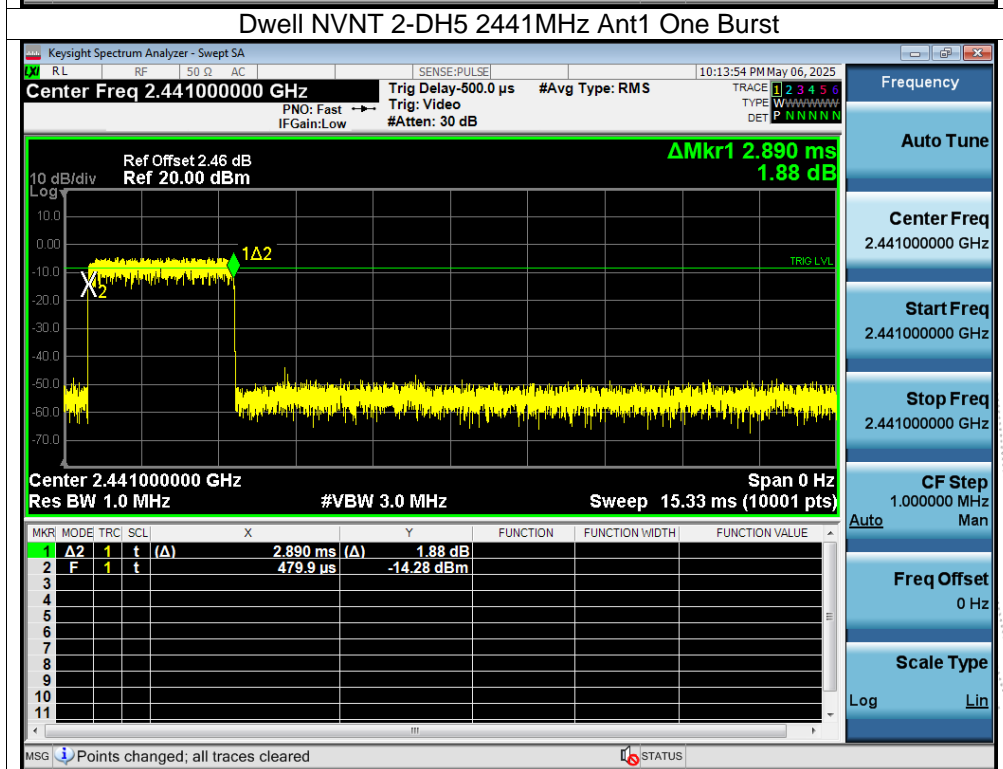 Dwell NVNT 2-DH5 2441MHz Ant1 One Burst
Keysight Spectrum Analyzer - Swept SA
LXI RL RF 50 Ω AC SENSE:PULSE 10:13:54 PM May 06, 2025
Center Freq 2.441000000 GHz Trig Delay-500.0 µs #Avg Type: RMS TRACE 1 2 3 4 5 6
PNO: Fast Trig: Video TYPE WWWWWWW
IFGain:Low #Atten: 30 dB DET P N N N N N
Frequency
Auto Tune
Center Freq
2.441000000 GHz
Start Freq
2.441000000 GHz
Stop Freq
2.441000000 GHz
CF Step
1.000000 MHz
Auto Man
Freq Offset
0 Hz
Scale Type
Log Lin
ΔMkr1 2.890 ms
1.88 dB
Ref Offset 2.46 dB
10 dB/div Ref 20.00 dBm
Log
10.0
0.00
-10.0
-20.0
-30.0
-40.0
-50.0
-60.0
-70.0
1Δ2
2
TRIG LVL
Center 2.441000000 GHz Span 0 Hz
Res BW 1.0 MHz #VBW 3.0 MHz Sweep 15.33 ms (10001 pts)
MKR MODE TRC SCL X Y FUNCTION FUNCTION WIDTH FUNCTION VALUE
1 Δ2 1 t (Δ) 2.890 ms (Δ) 1.88 dB
2 F 1 t 479.9 µs -14.28 dBm
3
4
5
6
7
8
9
10
11
MSG Points changed; all traces cleared STATUS